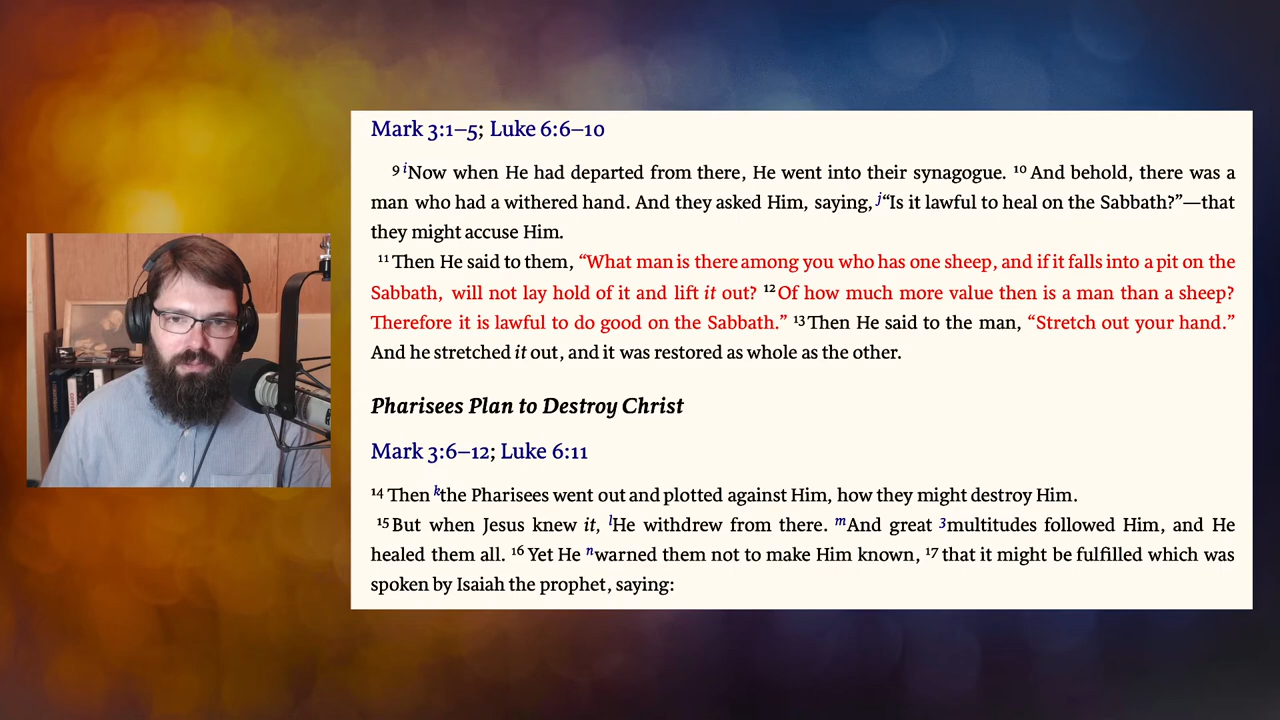 Mark 3:1–5; Luke 6:6–10
9 iNow when He had departed from there, He went into their synagogue. 10 And behold, there was a
man who had a withered hand. And they asked Him, saying, j“Is it lawful to heal on the Sabbath?”—that
they might accuse Him.
11 Then He said to them, “What man is there among you who has one sheep, and if it falls into a pit on the
Sabbath, will not lay hold of it and lift it out? 12 Of how much more value then is a man than a sheep?
Therefore it is lawful to do good on the Sabbath.” 13 Then He said to the man, “Stretch out your hand.”
And he stretched it out, and it was restored as whole as the other.
Pharisees Plan to Destroy Christ
Mark 3:6–12; Luke 6:11
14 Then kthe Pharisees went out and plotted against Him, how they might destroy Him.
15 But when Jesus knew it, lHe withdrew from there. mAnd great 3multitudes followed Him, and He
healed them all. 16 Yet He nwarned them not to make Him known, 17 that it might be fulfilled which was
spoken by Isaiah the prophet, saying: